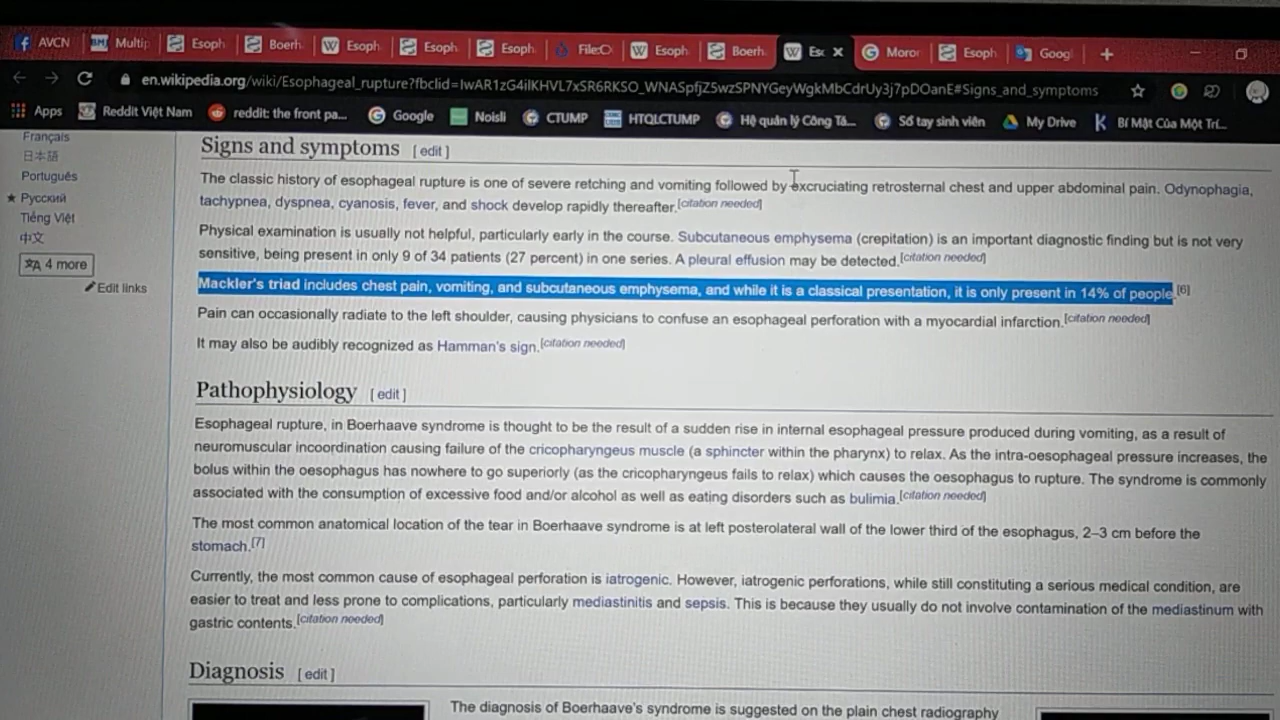 AVCN Multip Esoph Boerh Esoph Esoph Esoph File:O Esoph Boerh Esc Moror Esoph Googl
en.wikipedia.org/wiki/Esophageal_rupture?fbclid=IwAR1zG4ilKHVL7xSR6RKSO_WNASpfjZ5wzSPNYGeyWgkMbCdrUy3j7pDOanE#Signs_and_symptoms
Apps Reddit Việt Nam reddit: the front pa... Google Noisli CTUMP HTQLCTUMP Hệ quản lý Công Tá... Sổ tay sinh viên My Drive Bí Mật Của Một Trí...
Français
日本語
Português
Русский
Tiếng Việt
中文
4 more
Edit links
Signs and symptoms [ edit ]
The classic history of esophageal rupture is one of severe retching and vomiting followed by excruciating retrosternal chest and upper abdominal pain. Odynophagia,
tachypnea, dyspnea, cyanosis, fever, and shock develop rapidly thereafter.[citation needed]
Physical examination is usually not helpful, particularly early in the course. Subcutaneous emphysema (crepitation) is an important diagnostic finding but is not very
sensitive, being present in only 9 of 34 patients (27 percent) in one series. A pleural effusion may be detected.[citation needed]
Mackler's triad includes chest pain, vomiting, and subcutaneous emphysema, and while it is a classical presentation, it is only present in 14% of people.[6]
Pain can occasionally radiate to the left shoulder, causing physicians to confuse an esophageal perforation with a myocardial infarction.[citation needed]
It may also be audibly recognized as Hamman's sign.[citation needed]
Pathophysiology [ edit ]
Esophageal rupture, in Boerhaave syndrome is thought to be the result of a sudden rise in internal esophageal pressure produced during vomiting, as a result of
neuromuscular incoordination causing failure of the cricopharyngeus muscle (a sphincter within the pharynx) to relax. As the intra-oesophageal pressure increases, the
bolus within the oesophagus has nowhere to go superiorly (as the cricopharyngeus fails to relax) which causes the oesophagus to rupture. The syndrome is commonly
associated with the consumption of excessive food and/or alcohol as well as eating disorders such as bulimia.[citation needed]
The most common anatomical location of the tear in Boerhaave syndrome is at left posterolateral wall of the lower third of the esophagus, 2–3 cm before the
stomach.[7]
Currently, the most common cause of esophageal perforation is iatrogenic. However, iatrogenic perforations, while still constituting a serious medical condition, are
easier to treat and less prone to complications, particularly mediastinitis and sepsis. This is because they usually do not involve contamination of the mediastinum with
gastric contents.[citation needed]
Diagnosis [ edit ]
The diagnosis of Boerhaave's syndrome is suggested on the plain chest radiography